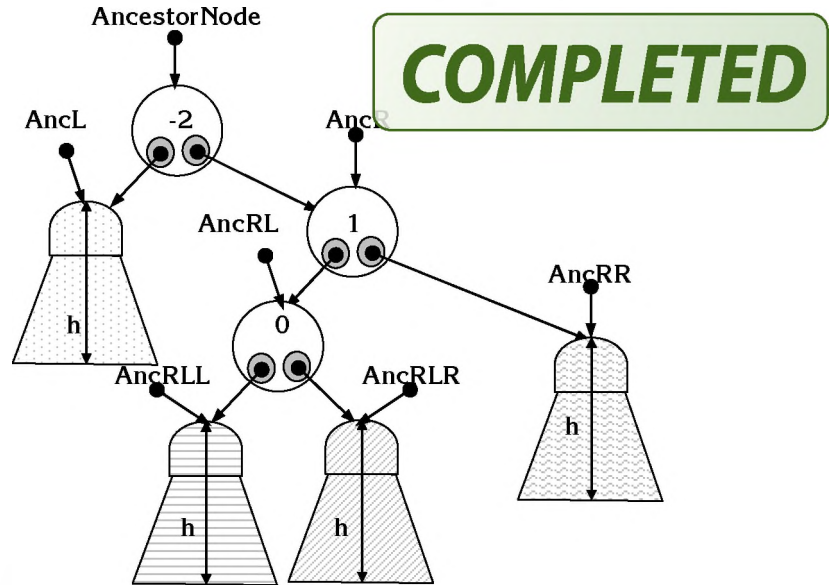 AncestorNode
COMPLETED
-2
AncL
AncR
AncRL
1
AncRR
h
0
AncRLL
AncRLR
h
h
h